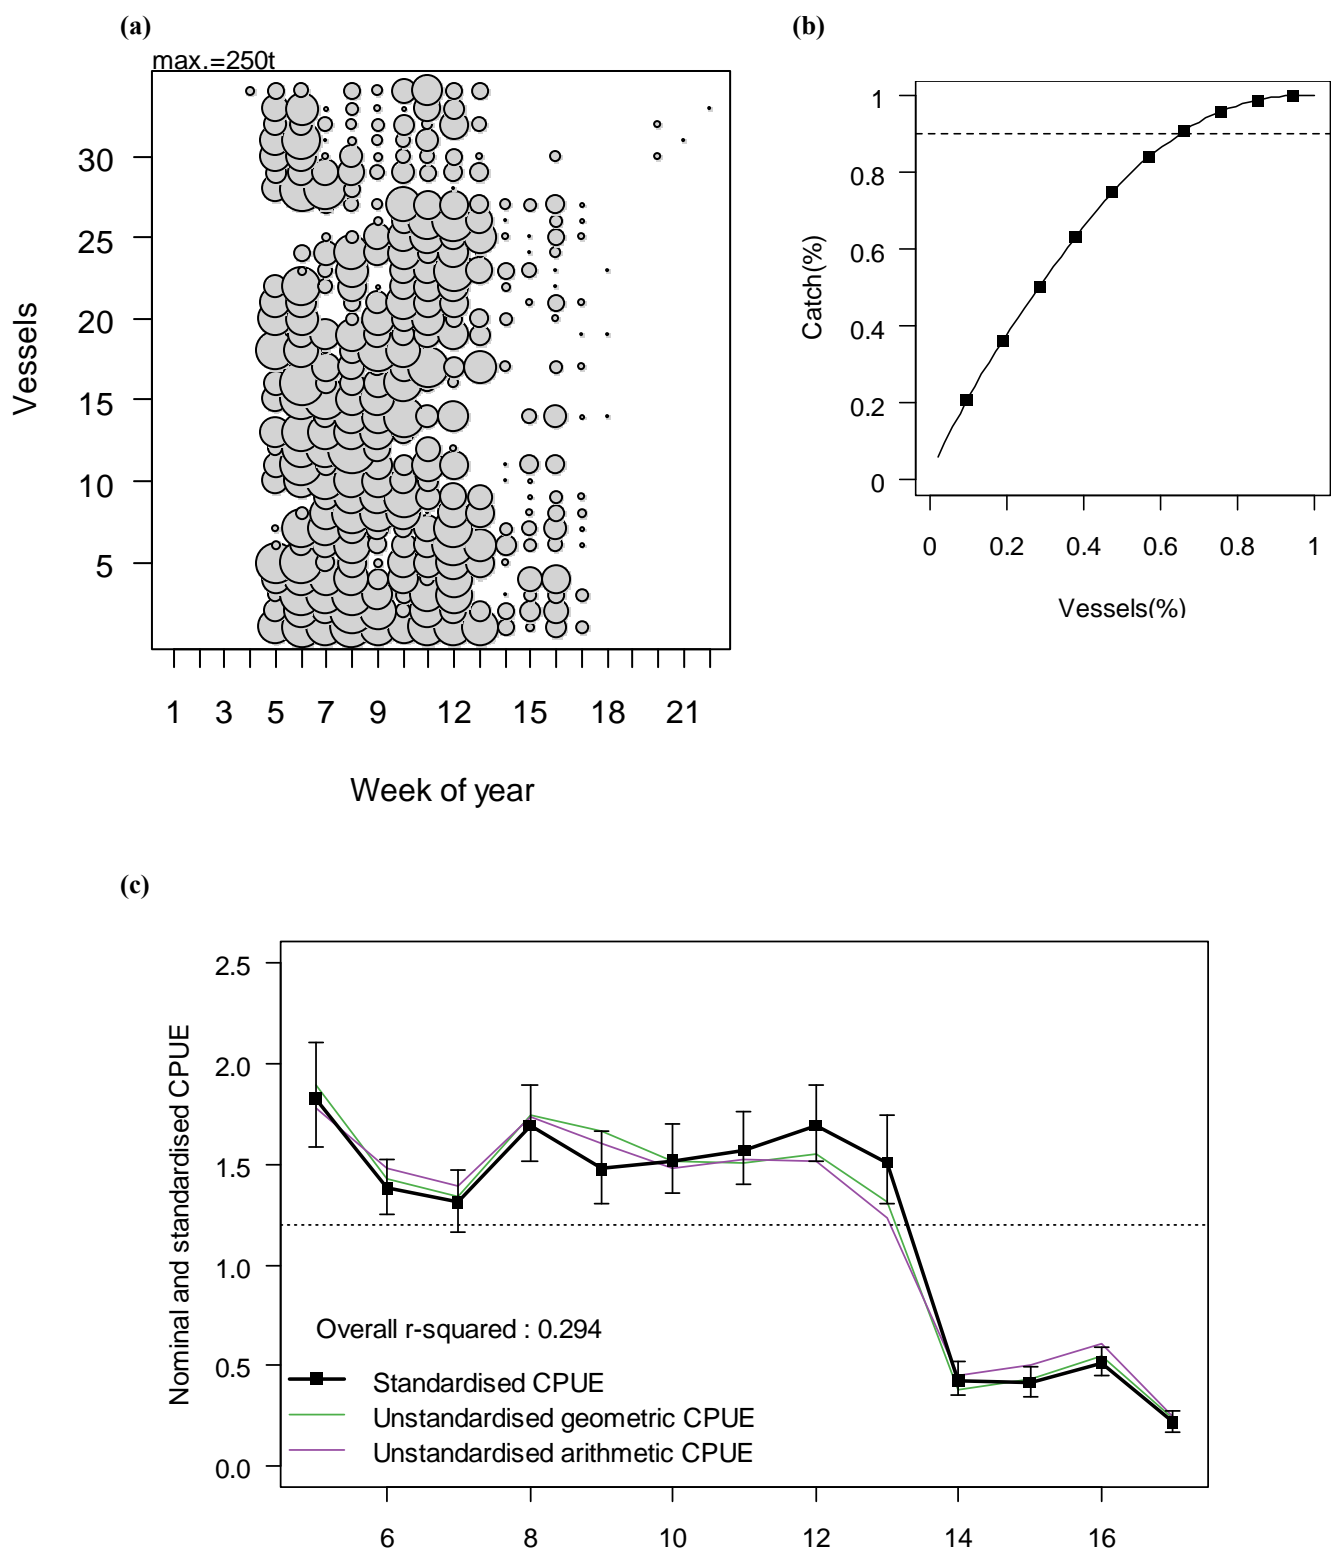 (a)
max.=250t
30
25
20
15
10
5
Vessels
1 3 5 7 9 12 15 18 21
Week of year
(b)
1
0.8
0.6
0.4
0.2
0
Catch(%)
0 0.2 0.4 0.6 0.8 1
Vessels(%)
(c)
2.5
2.0
1.5
1.0
0.5
0.0
Nominal and standardised CPUE
Overall r-squared : 0.294
Standardised CPUE
Unstandardised geometric CPUE
Unstandardised arithmetic CPUE
6 8 10 12 14 16